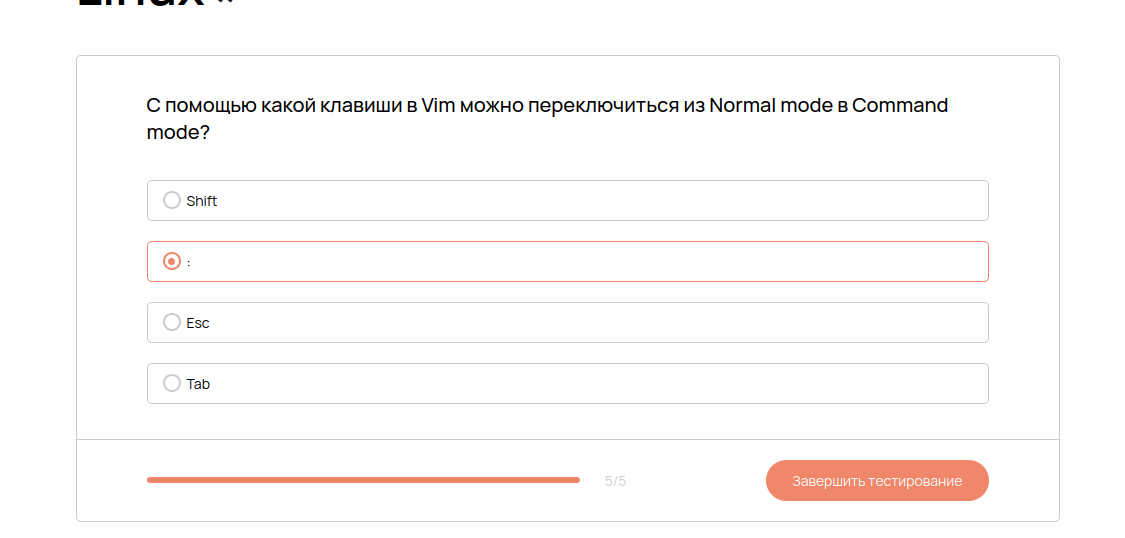 С помощью какой клавиши в Vim можно переключиться из Normal mode в Command
mode?
Shift
:
Esc
Tab
5/5
Завершить тестирование